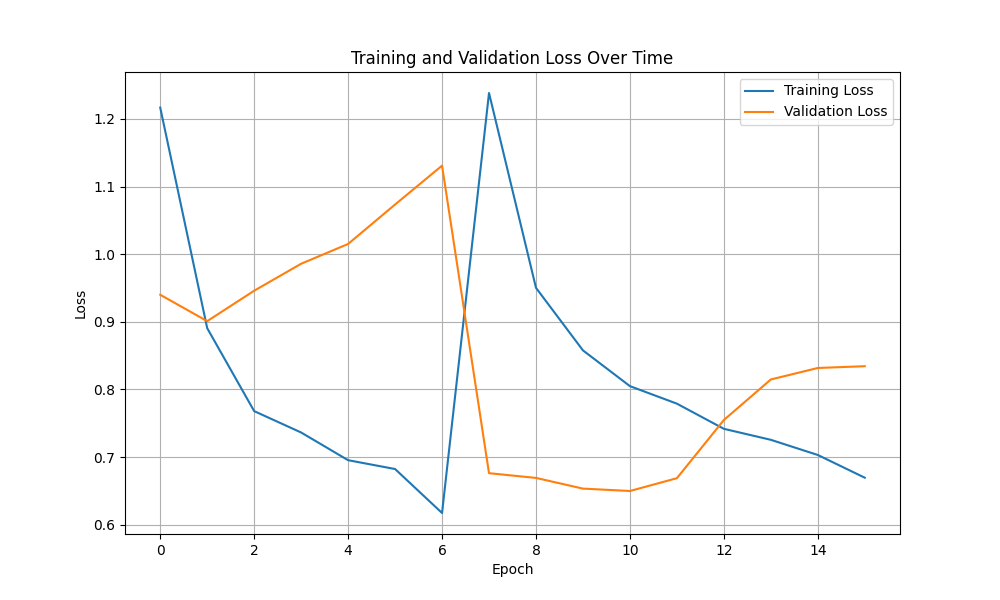 Training and Validation Loss Over Time
Training Loss
Validation Loss
1.2
1.1
1.0
0.9
0.8
0.7
0.6
Loss
0 2 4 6 8 10 12 14
Epoch